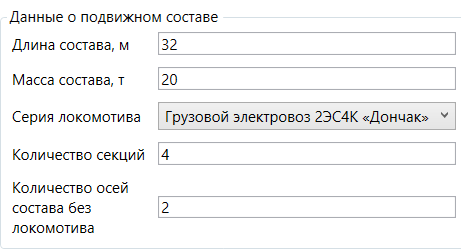 Данные о подвижном составе
Длина состава, м
32
Масса состава, т
20
Серия локомотива
Грузовой электровоз 2ЭС4К «Дончак»
Количество секций
4
Количество осей
состава без
локомотива
2